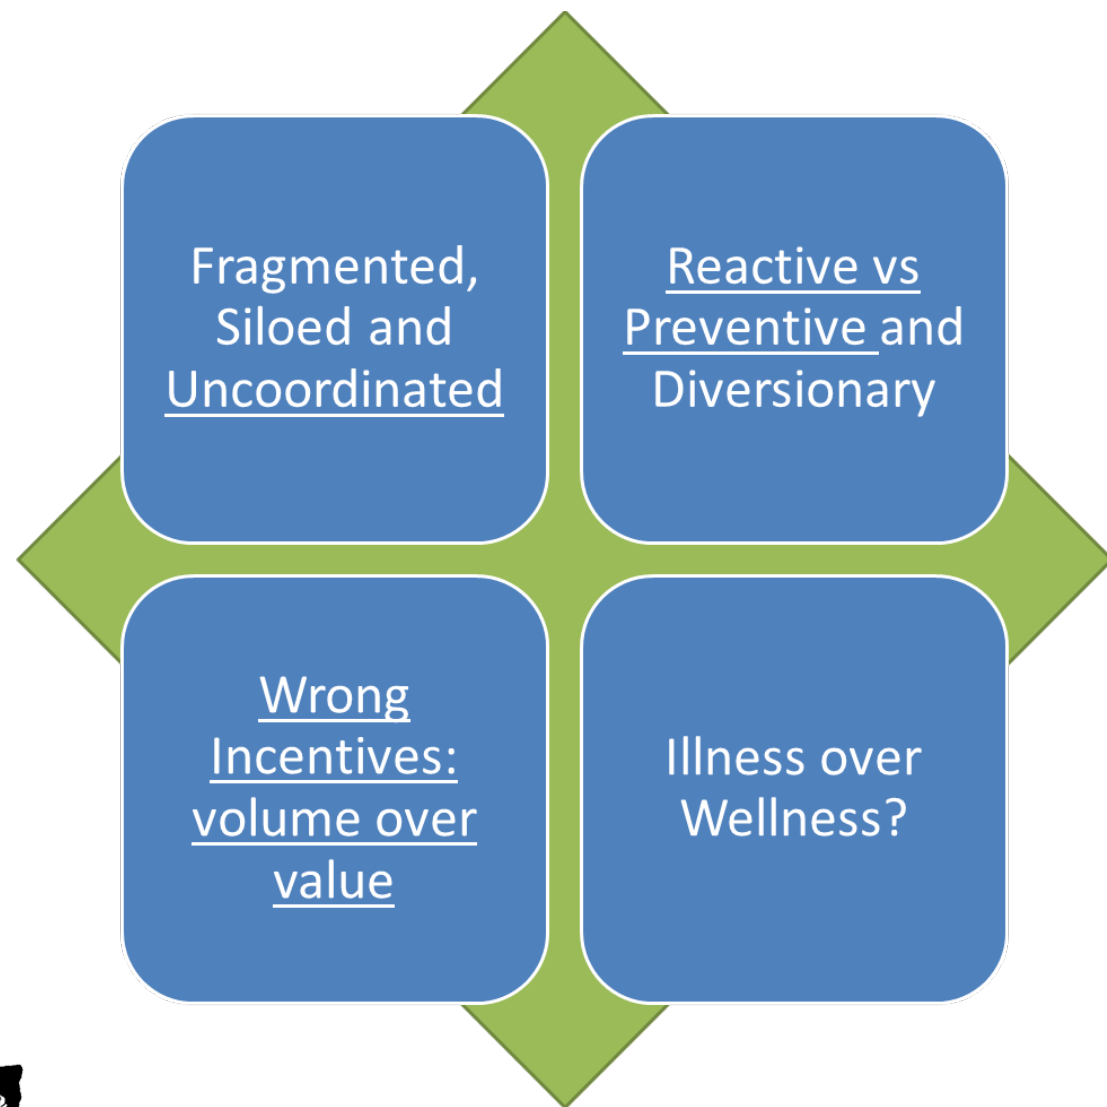 Fragmented,
Siloed and
Uncoordinated
Reactive vs
Preventive and
Diversionary
Wrong
Incentives:
volume over
value
Illness over
Wellness?